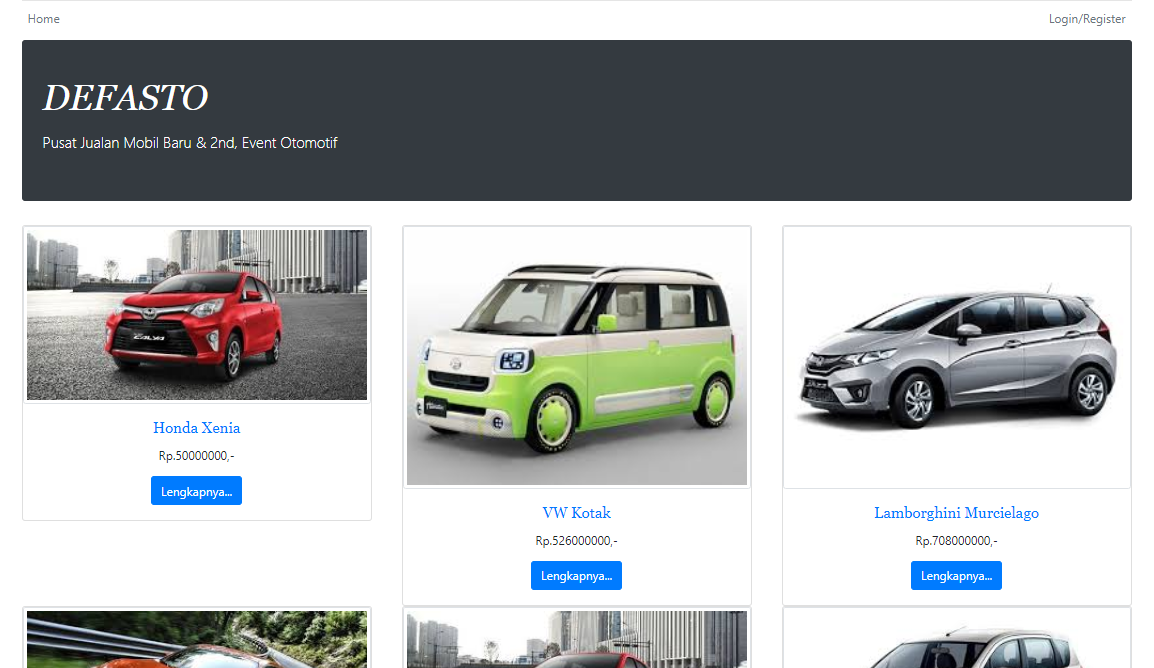 Home
Login/Register
DEFASTO
Pusat Jualan Mobil Baru & 2nd, Event Otomotif
CALYA
Honda Xenia
Rp.50000000,-
Lengkapnya...
VW Kotak
Rp.526000000,-
Lengkapnya...
Lamborghini Murcielago
Rp.708000000,-
Lengkapnya...